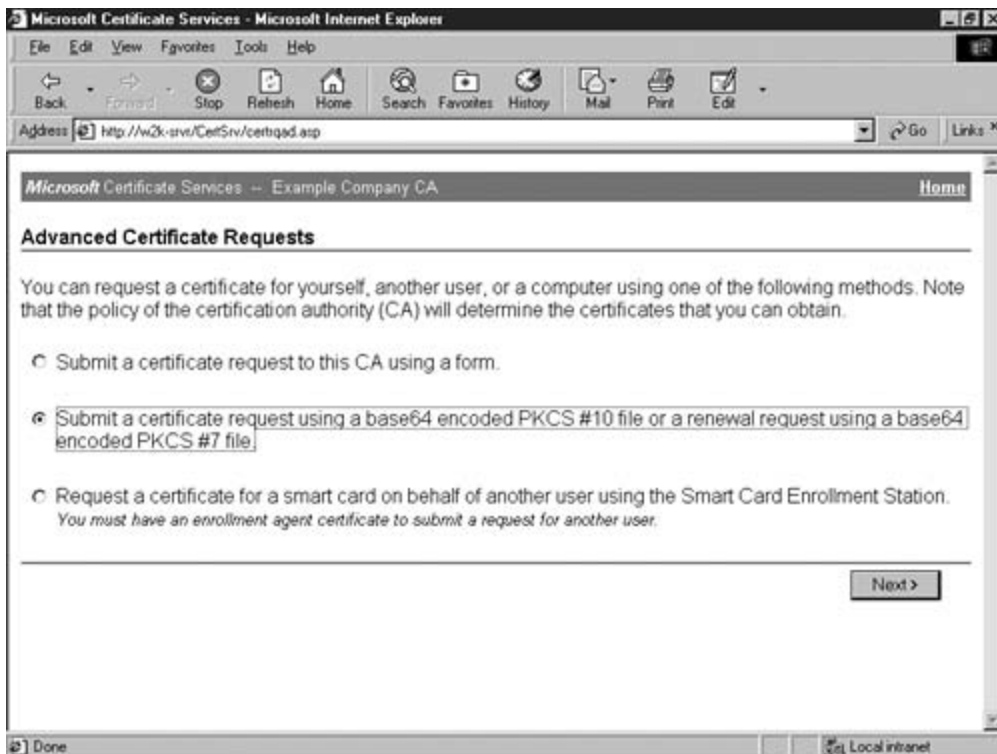 Microsoft Certificate Services - Microsoft Internet Explorer
File Edit View Favorites Tools Help
Back Forward Stop Refresh Home Search Favorites History Mail Print Edit
Address http://w2k-srvr/CertSrv/certrqad.asp Go Links
Microsoft Certificate Services -- Example Company CA Home
Advanced Certificate Requests
You can request a certificate for yourself, another user, or a computer using one of the following methods. Note
that the policy of the certification authority (CA) will determine the certificates that you can obtain.
Submit a certificate request to this CA using a form.
Submit a certificate request using a base64 encoded PKCS #10 file or a renewal request using a base64
encoded PKCS #7 file.
Request a certificate for a smart card on behalf of another user using the Smart Card Enrollment Station.
You must have an enrollment agent certificate to submit a request for another user.
Next >
Done Local intranet